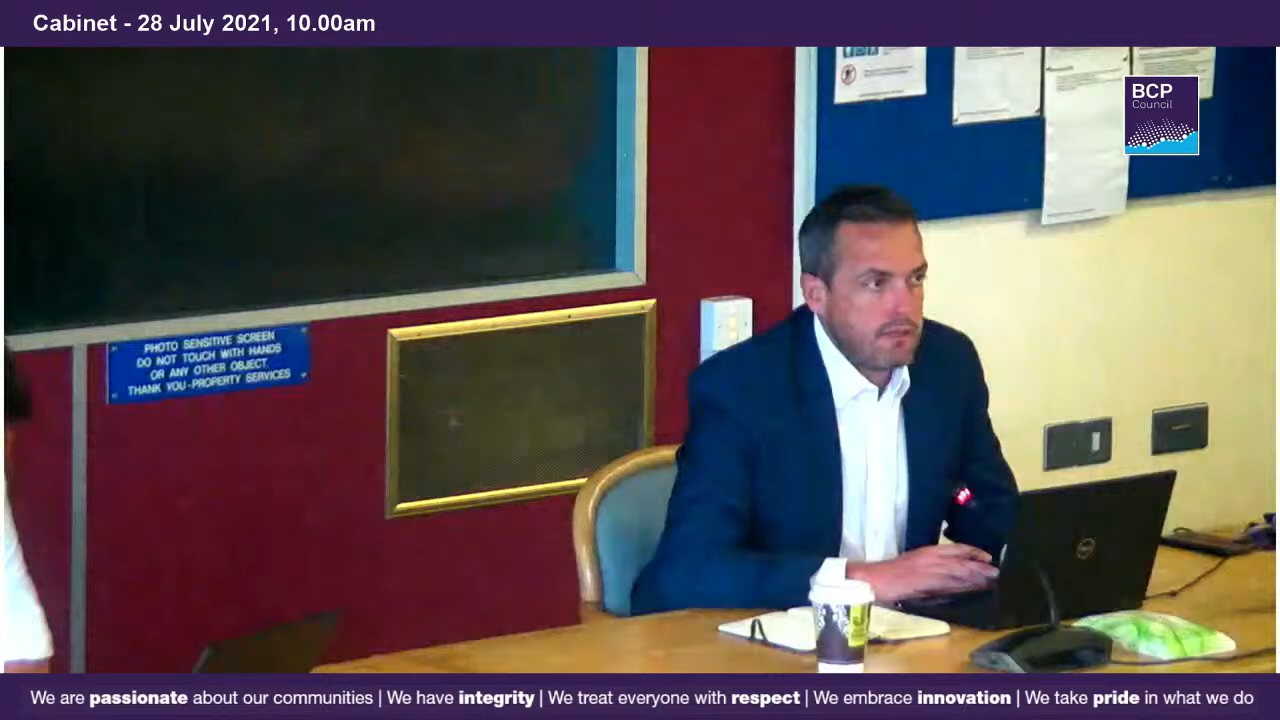 Cabinet - 28 July 2021, 10.00am
BCP
Council
PHOTO SENSITIVE SCREEN
DO NOT TOUCH WITH HANDS
OR ANY OTHER OBJECT.
THANK YOU-PROPERTY SERVICES
We are passionate about our communities | We have integrity | We treat everyone with respect | We embrace innovation | We take pride in what we do